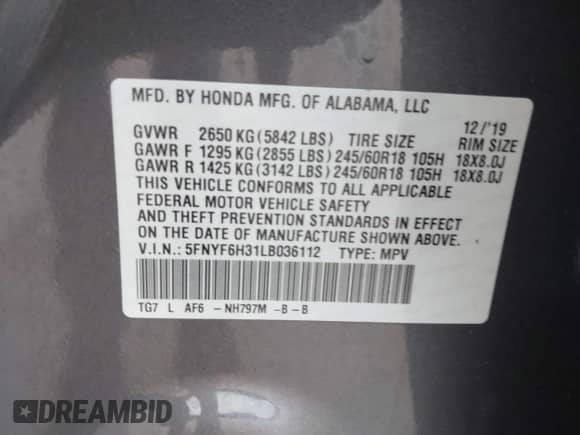 MFD. BY HONDA MFG. OF ALABAMA, LLC
12/'19
GVWR 2650 KG (5842 LBS) TIRE SIZE RIM SIZE
GAWR F 1295 KG (2855 LBS) 245/60R18 105H 18X8.0J
GAWR R 1425 KG (3142 LBS) 245/60R18 105H 18X8.0J
THIS VEHICLE CONFORMS TO ALL APPLICABLE
FEDERAL MOTOR VEHICLE SAFETY
AND THEFT PREVENTION STANDARDS IN EFFECT
ON THE DATE OF MANUFACTURE SHOWN ABOVE.
V.I.N.: 5FNYF6H31LB036112 TYPE: MPV
TG7 L AF6 -NH797M -B-B
DREAMBID